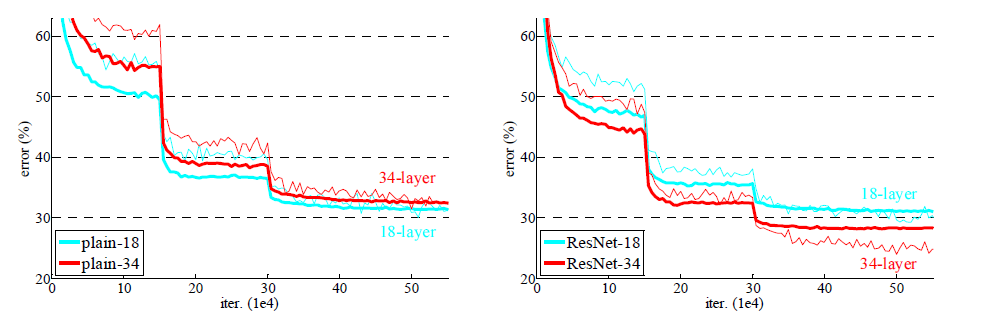 60
50
40
30
20
error (%)
34-layer
18-layer
plain-18
plain-34
0 10 20 30 40 50
iter. (1e4)
60
50
40
30
20
error (%)
18-layer
34-layer
ResNet-18
ResNet-34
0 10 20 30 40 50
iter. (1e4)